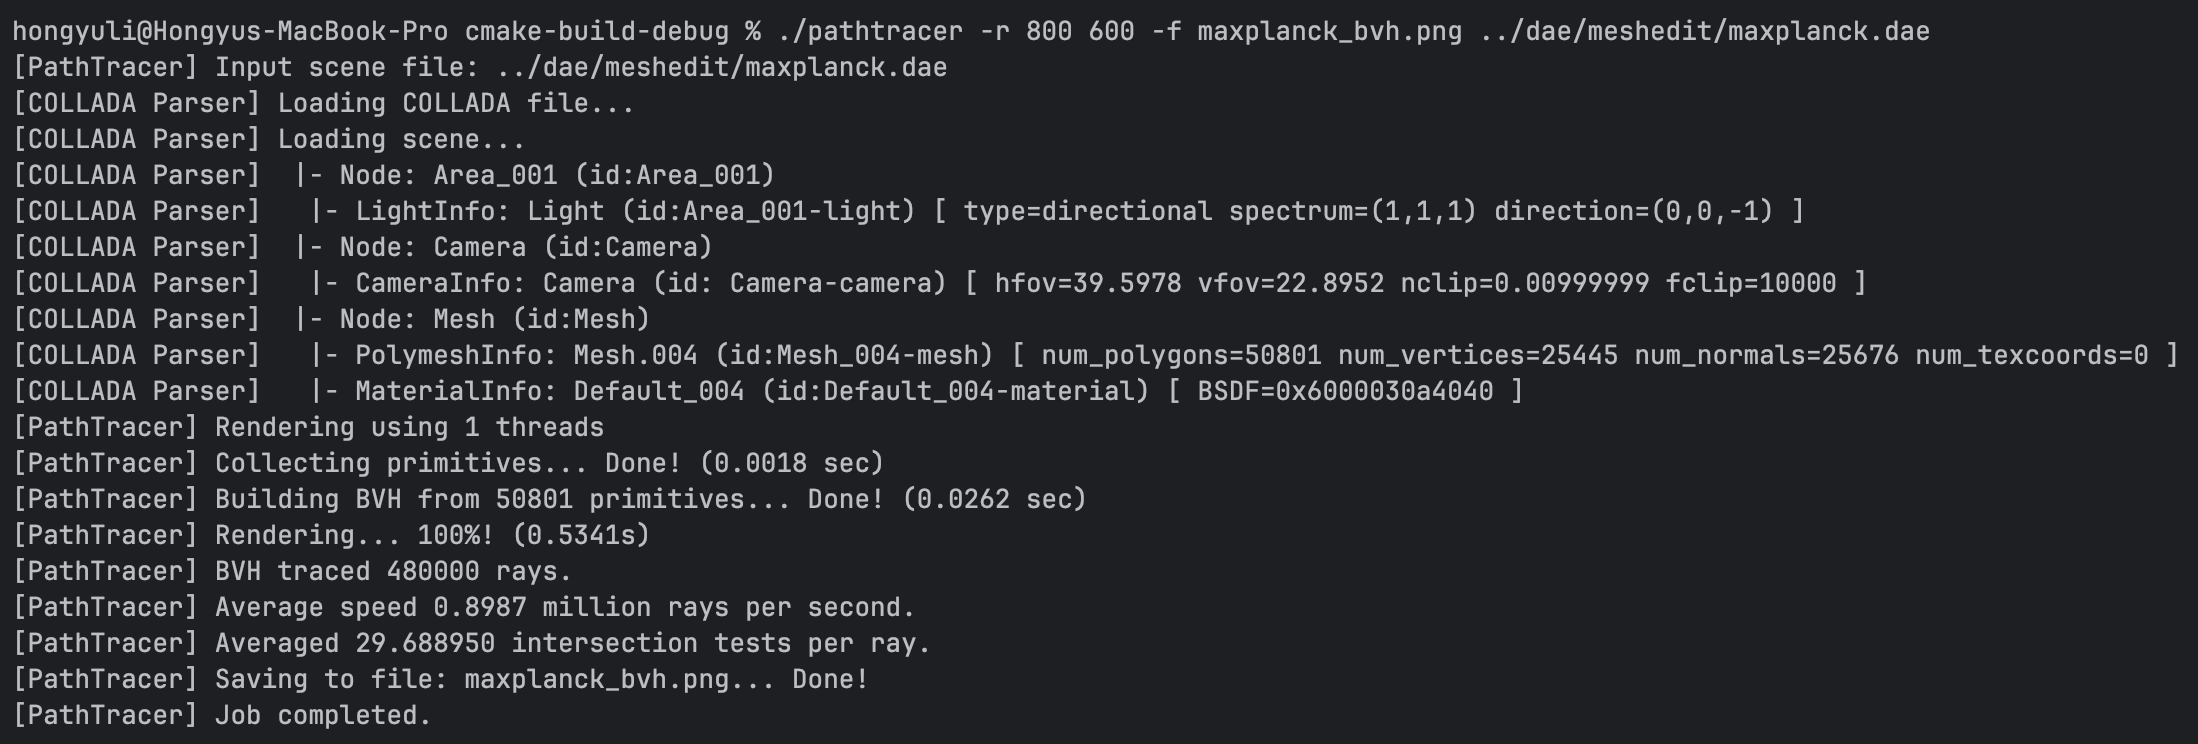 hongyuli@Hongyus-MacBook-Pro cmake-build-debug % ./pathtracer -r 800 600 -f maxplanck_bvh.png ../dae/meshedit/maxplanck.dae
[PathTracer] Input scene file: ../dae/meshedit/maxplanck.dae
[COLLADA Parser] Loading COLLADA file...
[COLLADA Parser] Loading scene...
[COLLADA Parser]  |- Node: Area_001 (id:Area_001)
[COLLADA Parser]   |- LightInfo: Light (id:Area_001-light) [ type=directional spectrum=(1,1,1) direction=(0,0,-1) ]
[COLLADA Parser]  |- Node: Camera (id:Camera)
[COLLADA Parser]   |- CameraInfo: Camera (id: Camera-camera) [ hfov=39.5978 vfov=22.8952 nclip=0.00999999 fclip=10000 ]
[COLLADA Parser]  |- Node: Mesh (id:Mesh)
[COLLADA Parser]   |- PolymeshInfo: Mesh.004 (id:Mesh_004-mesh) [ num_polygons=50801 num_vertices=25445 num_normals=25676 num_texcoords=0 ]
[COLLADA Parser]   |- MaterialInfo: Default_004 (id:Default_004-material) [ BSDF=0x6000030a4040 ]
[PathTracer] Rendering using 1 threads
[PathTracer] Collecting primitives... Done! (0.0018 sec)
[PathTracer] Building BVH from 50801 primitives... Done! (0.0262 sec)
[PathTracer] Rendering... 100%! (0.5341s)
[PathTracer] BVH traced 480000 rays.
[PathTracer] Average speed 0.8987 million rays per second.
[PathTracer] Averaged 29.688950 intersection tests per ray.
[PathTracer] Saving to file: maxplanck_bvh.png... Done!
[PathTracer] Job completed.